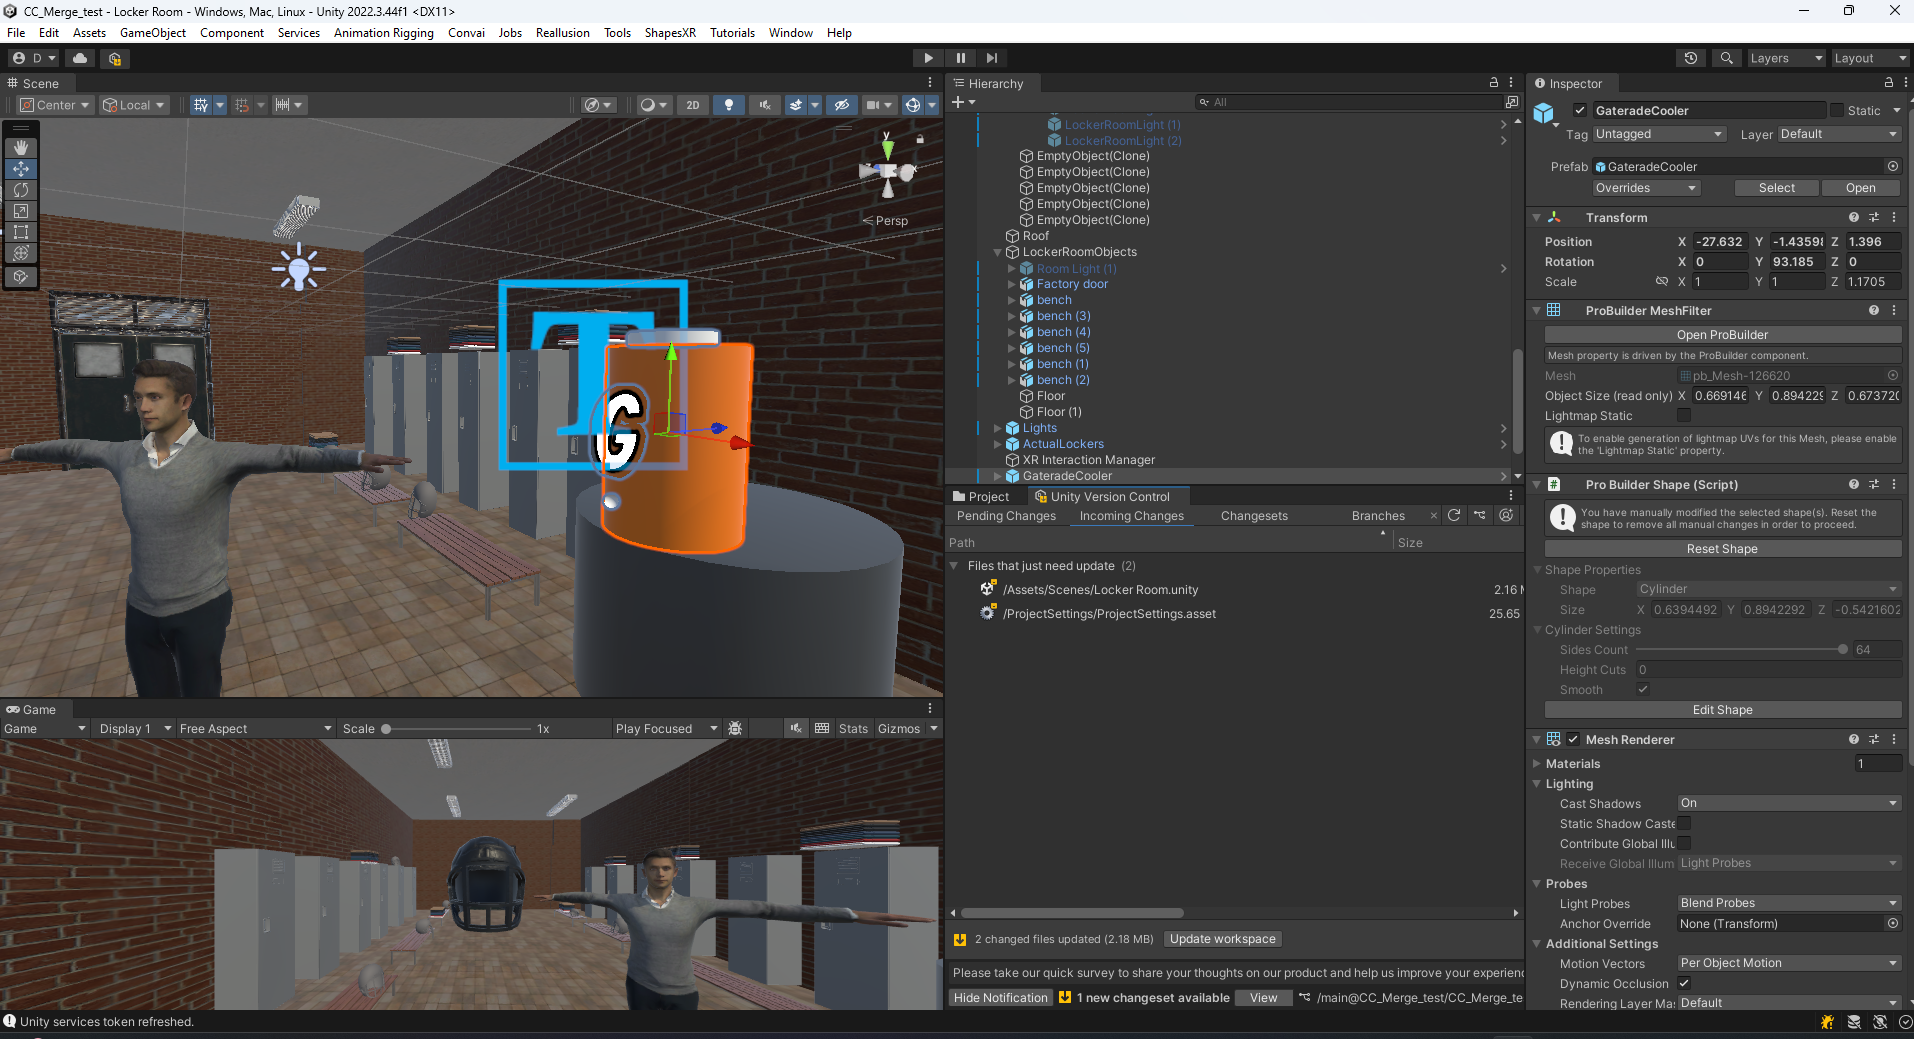 CC_Merge_test - Locker Room - Windows, Mac, Linux - Unity 2022.3.44f1 <DX11>
File Edit Assets GameObject Component Services Animation Rigging Convai Jobs Reallusion Tools ShapesXR Tutorials Window Help
D Layers Layout
Scene
Center Local 2D
y
Persp
T
G
Game
Game Display 1 Free Aspect Scale 1x Play Focused Stats Gizmos
Hierarchy
All
LockerRoomLight (1)
LockerRoomLight (2)
EmptyObject(Clone)
EmptyObject(Clone)
EmptyObject(Clone)
EmptyObject(Clone)
EmptyObject(Clone)
Roof
LockerRoomObjects
Room Light (1)
Factory door
bench
bench (3)
bench (4)
bench (5)
bench (1)
bench (2)
Floor
Floor (1)
Lights
ActualLockers
XR Interaction Manager
GateradeCooler
Project Unity Version Control
Pending Changes Incoming Changes Changesets Branches
Path Size
Files that just need update (2)
/Assets/Scenes/Locker Room.unity 2.16
/ProjectSettings/ProjectSettings.asset 25.65
2 changed files updated (2.18 MB) Update workspace
Please take our quick survey to share your thoughts on our product and help us improve your experienc
Hide Notification 1 new changeset available View /main@CC_Merge_test/CC_Merge_te
Inspector
GateradeCooler Static
Tag Untagged Layer Default
Prefab GateradeCooler
Overrides Select Open
Transform
Position X -27.632 Y -1.43598 Z 1.396
Rotation X 0 Y 93.185 Z 0
Scale X 1 Y 1 Z 1.1705
ProBuilder MeshFilter
Open ProBuilder
Mesh property is driven by the ProBuilder component.
Mesh pb_Mesh-126620
Object Size (read only) X 0.669146 Y 0.894229 Z 0.673720
Lightmap Static
To enable generation of lightmap UVs for this Mesh, please enable
the 'Lightmap Static' property.
Pro Builder Shape (Script)
You have manually modified the selected shape(s). Reset the
shape to remove all manual changes in order to proceed.
Reset Shape
Shape Properties
Shape Cylinder
Size X 0.6394492 Y 0.8942292 Z -0.5421602
Cylinder Settings
Sides Count 64
Height Cuts 0
Smooth
Edit Shape
Mesh Renderer
Materials 1
Lighting
Cast Shadows On
Static Shadow Caste
Contribute Global Illu
Receive Global Illum Light Probes
Probes
Light Probes Blend Probes
Anchor Override None (Transform)
Additional Settings
Motion Vectors Per Object Motion
Dynamic Occlusion
Rendering Layer Mas Default
Unity services token refreshed.